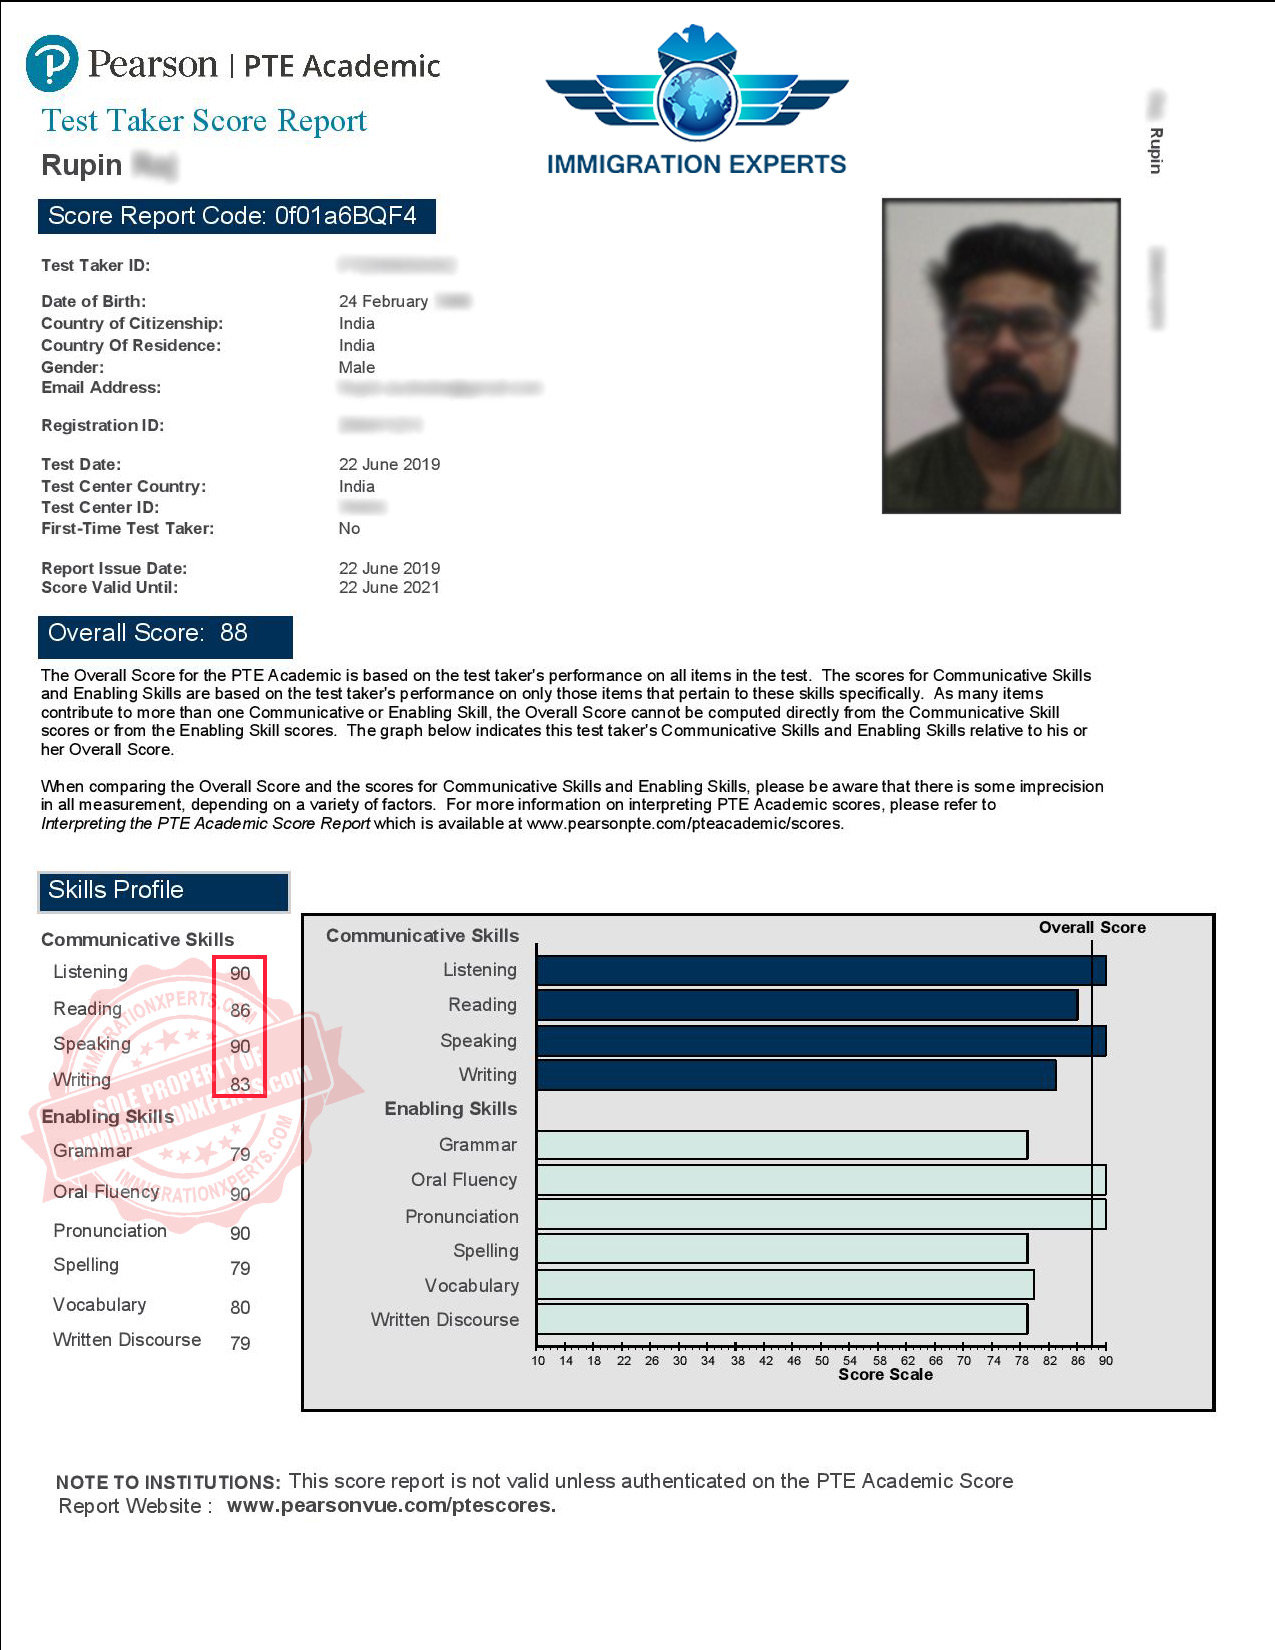 Pearson | PTE Academic
Test Taker Score Report
Rupin
IMMIGRATION EXPERTS
Rupin
Score Report Code: 0f01a6BQF4
Test Taker ID:
Date of Birth: 24 February
Country of Citizenship: India
Country Of Residence: India
Gender: Male
Email Address:
Registration ID:
Test Date: 22 June 2019
Test Center Country: India
Test Center ID:
First-Time Test Taker: No
Report Issue Date: 22 June 2019
Score Valid Until: 22 June 2021
Overall Score: 88
The Overall Score for the PTE Academic is based on the test taker's performance on all items in the test. The scores for Communicative Skills
and Enabling Skills are based on the test taker's performance on only those items that pertain to these skills specifically. As many items
contribute to more than one Communicative or Enabling Skill, the Overall Score cannot be computed directly from the Communicative Skill
scores or from the Enabling Skill scores. The graph below indicates this test taker's Communicative Skills and Enabling Skills relative to his or
her Overall Score.
When comparing the Overall Score and the scores for Communicative Skills and Enabling Skills, please be aware that there is some imprecision
in all measurement, depending on a variety of factors. For more information on interpreting PTE Academic scores, please refer to
Interpreting the PTE Academic Score Report which is available at www.pearsonpte.com/pteacademic/scores.
Skills Profile
Communicative Skills
Listening 90
Reading 86
Speaking 90
Writing 83
Enabling Skills
Grammar 79
Oral Fluency 90
Pronunciation 90
Spelling 79
Vocabulary 80
Written Discourse 79
IMMIGRATIONXPERTS.COM
SOLE PROPERTY OF
IMMIGRATIONXPERTS.com
IMMIGRATIONXPERTS.COM
Communicative Skills
Overall Score
Listening
Reading
Speaking
Writing
Enabling Skills
Grammar
Oral Fluency
Pronunciation
Spelling
Vocabulary
Written Discourse
10 14 18 22 26 30 34 38 42 46 50 54 58 62 66 70 74 78 82 86 90
Score Scale
NOTE TO INSTITUTIONS: This score report is not valid unless authenticated on the PTE Academic Score
Report Website : www.pearsonvue.com/ptescores.